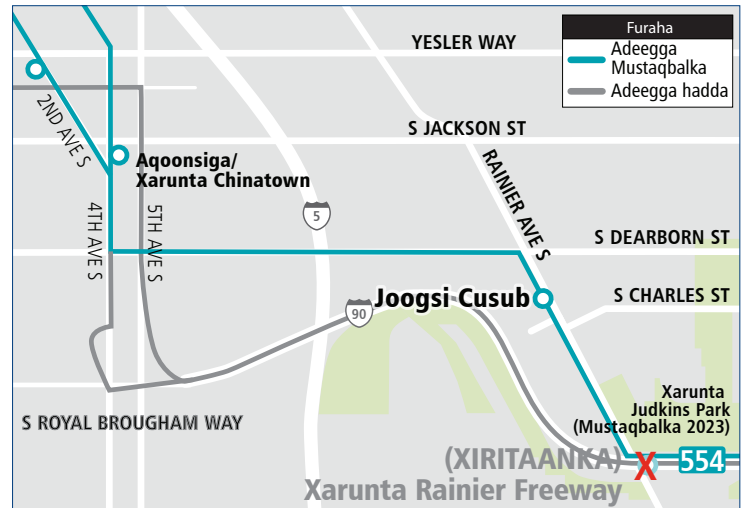 YESLER WAY
Furaha
Adeegga
Mustaqbalka
Adeegga hadda
2ND AVE S
S JACKSON ST
Aqoonsiga/
Xarunta Chinatown
RAINIER AVE S
4TH AVE S
5TH AVE S
5
S DEARBORN ST
Joogsi Cusub
S CHARLES ST
90
Xarunta
Judkins Park
(Mustaqbalka 2023)
S ROYAL BROUGHAM WAY
(XIRITAANKA)
Xarunta Rainier Freeway
X
554